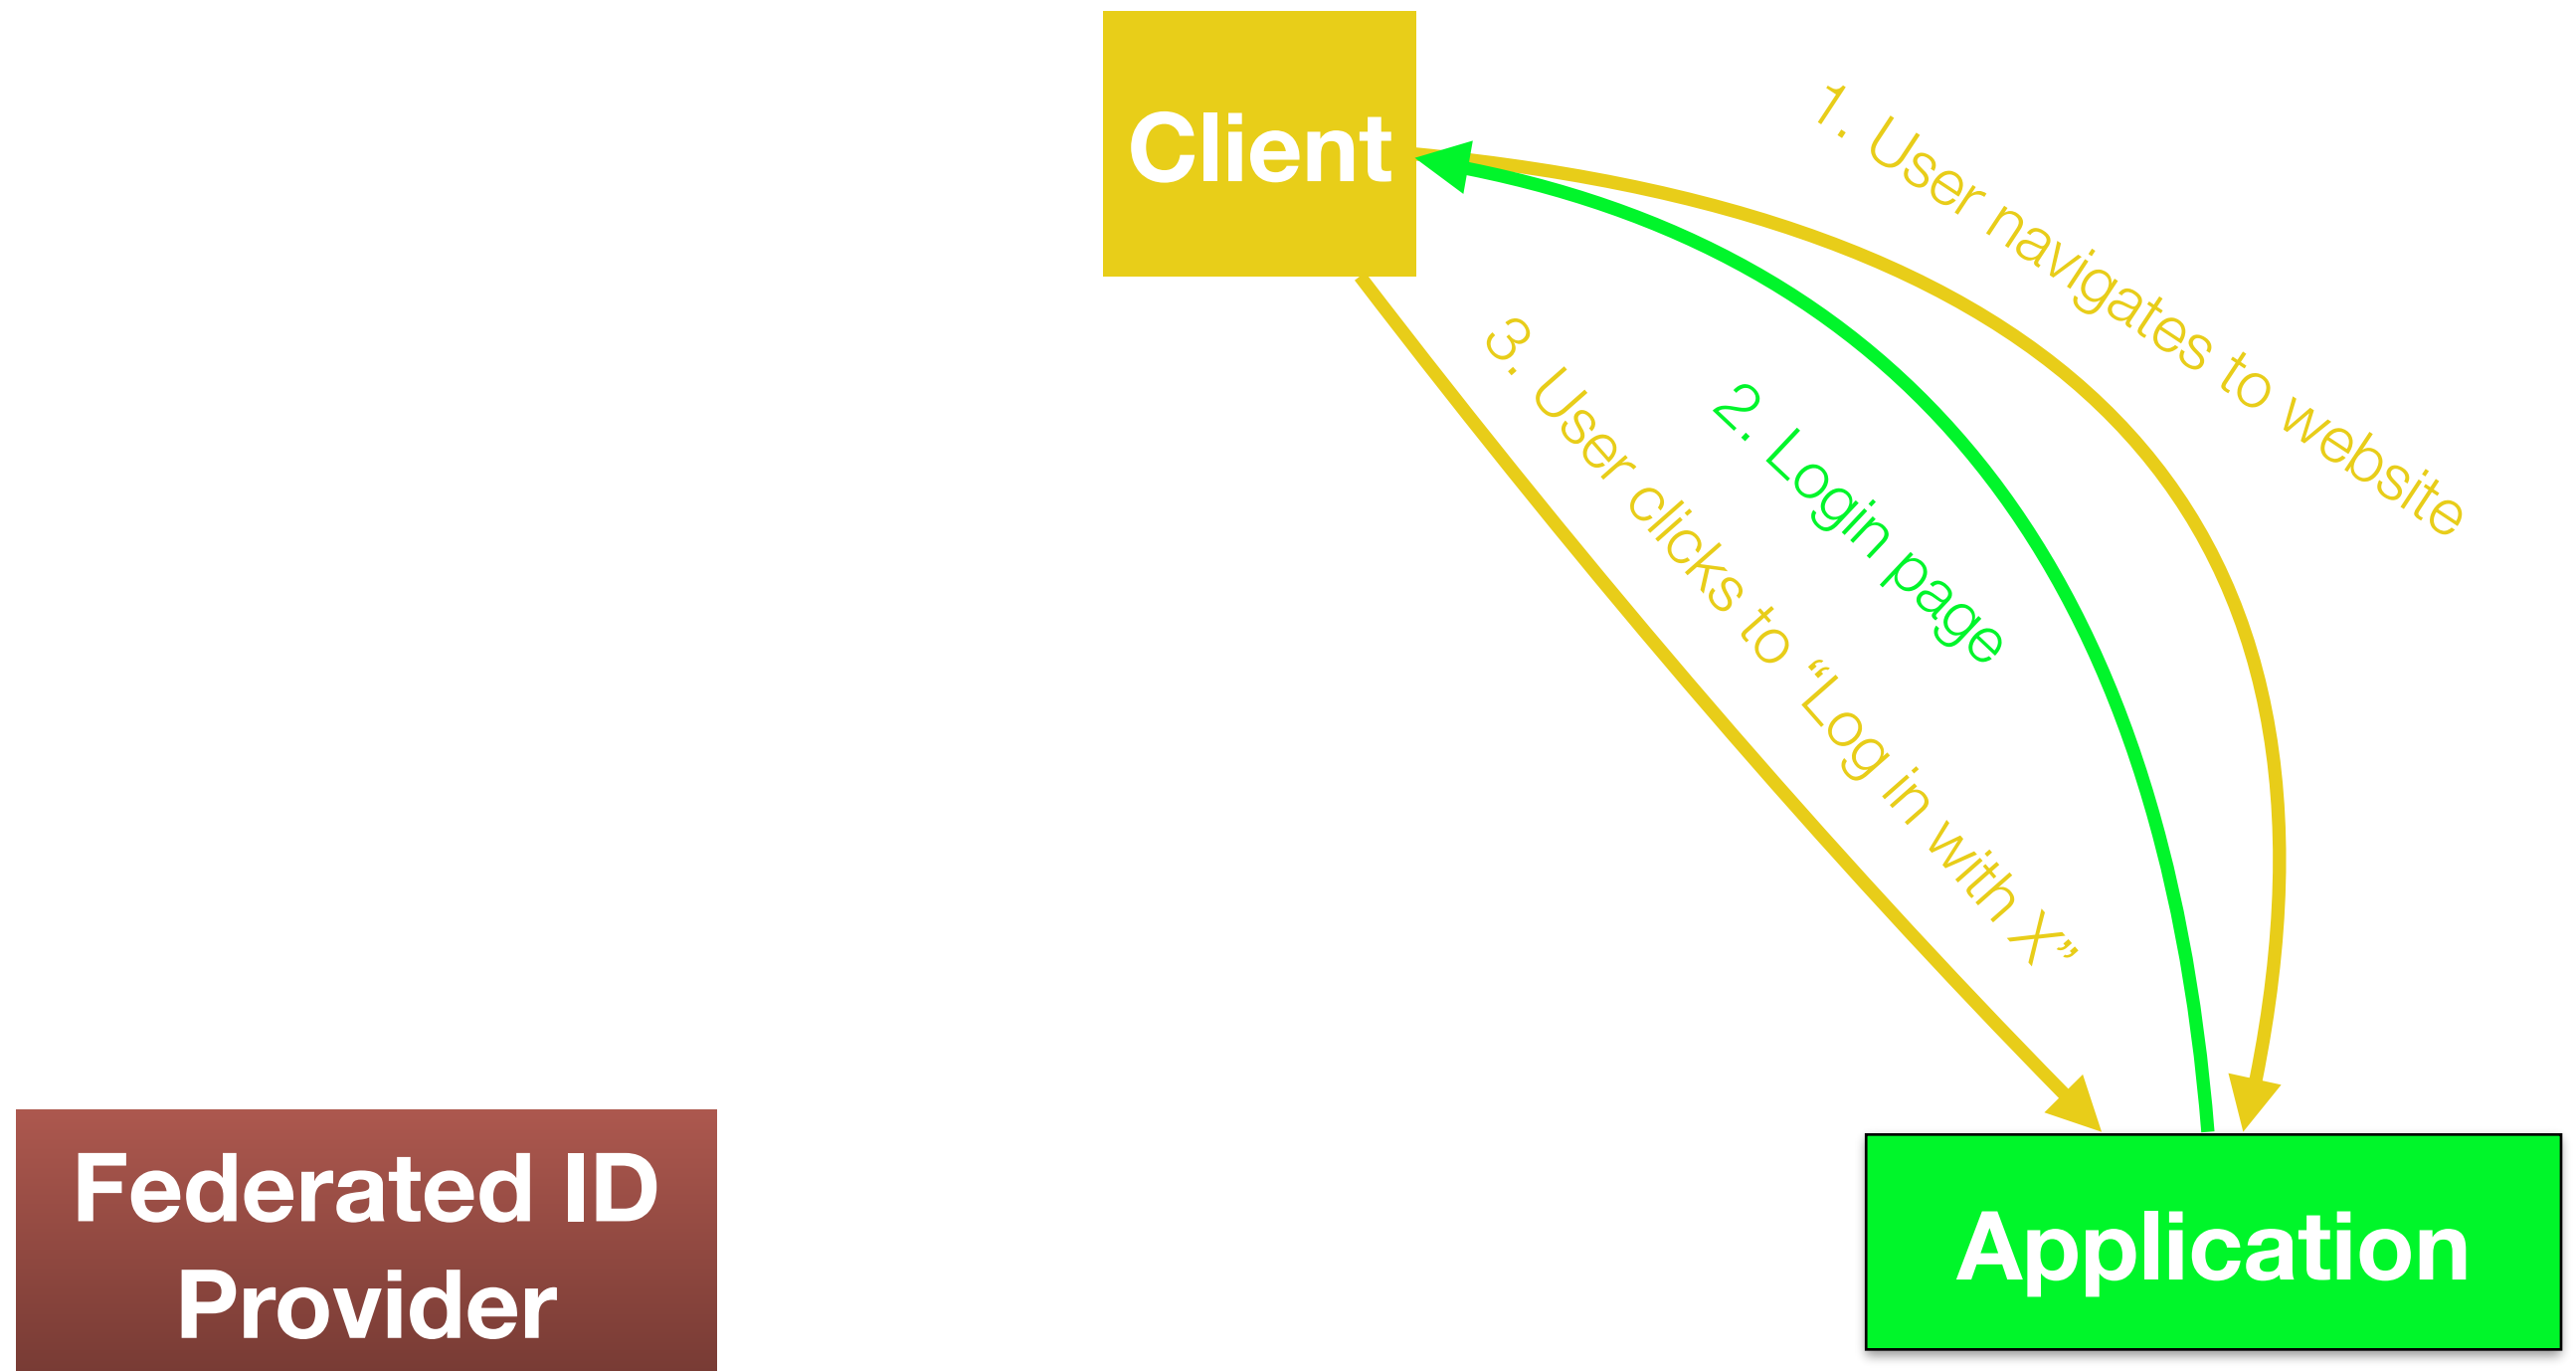 Client
1. User navigates to website
2. Login page
3. User clicks to “Log in with X”
Federated ID
Provider
Application